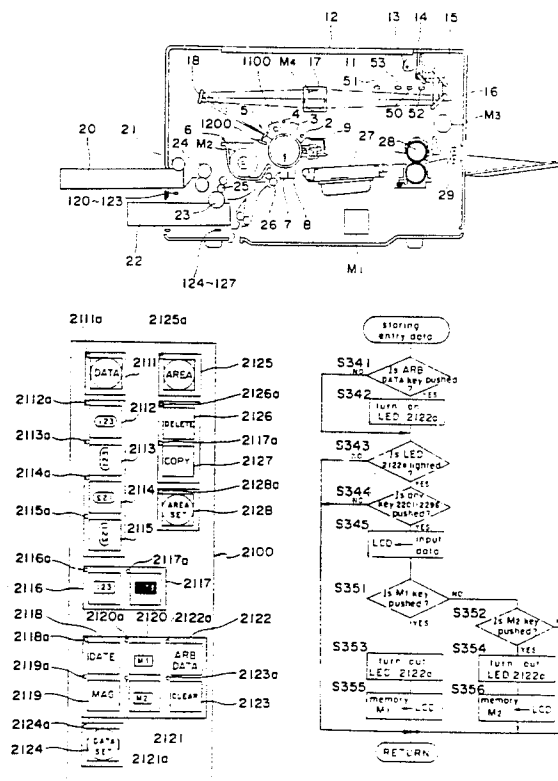 12 13 14 15
18 1100 M4 17 11 53
51
5 4 3 2 50 52 16
1200 M3
6 9 27 28
M2
21
20 24
1
25
120~123
23 29
26 7 8
22
124~127 M1
2111a 2125a
DATA 2111 AREA 2125
2112a 2126a
123 2112 DELETE 2126
2113a 2117a
2113 COPY 2127
2114a 2128a
2114 AREA SET 2128
2115a
2115 2100
2116a 2117a
2116 123 2117
2120a 2120
2118 2122a 2122
2118a
DATE M1 ARB DATA
2119a 2123a
2119 MAG M2 CLEAR 2123
2124a
2124 DATA SET 2121
2121a
storing entry data
S341
Is ARB DATA key pushed ?
NO YES
S342
turn on LED 2122a
S343
Is LED 2122a lighted ?
NO YES
S344
Is any key 2201-2296 pushed ?
NO YES
S345
LCD ← input data
S351
Is M1 key pushed ?
NO YES
S352
Is M2 key pushed ?
YES
S353 S354
turn out LED 2122a turn out LED 2122a
S355 S356
memory M1 ← LCD memory M2 ← LCD
RETURN